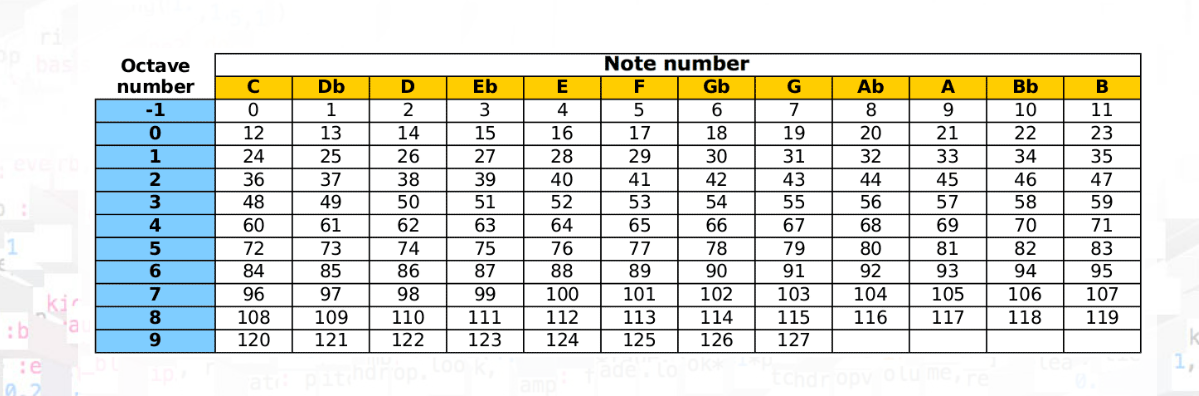 Octave number
Note number
C Db D Eb E F Gb G Ab A Bb B
-1 0 1 2 3 4 5 6 7 8 9 10 11
0 12 13 14 15 16 17 18 19 20 21 22 23
1 24 25 26 27 28 29 30 31 32 33 34 35
2 36 37 38 39 40 41 42 43 44 45 46 47
3 48 49 50 51 52 53 54 55 56 57 58 59
4 60 61 62 63 64 65 66 67 68 69 70 71
5 72 73 74 75 76 77 78 79 80 81 82 83
6 84 85 86 87 88 89 90 91 92 93 94 95
7 96 97 98 99 100 101 102 103 104 105 106 107
8 108 109 110 111 112 113 114 115 116 117 118 119
9 120 121 122 123 124 125 126 127